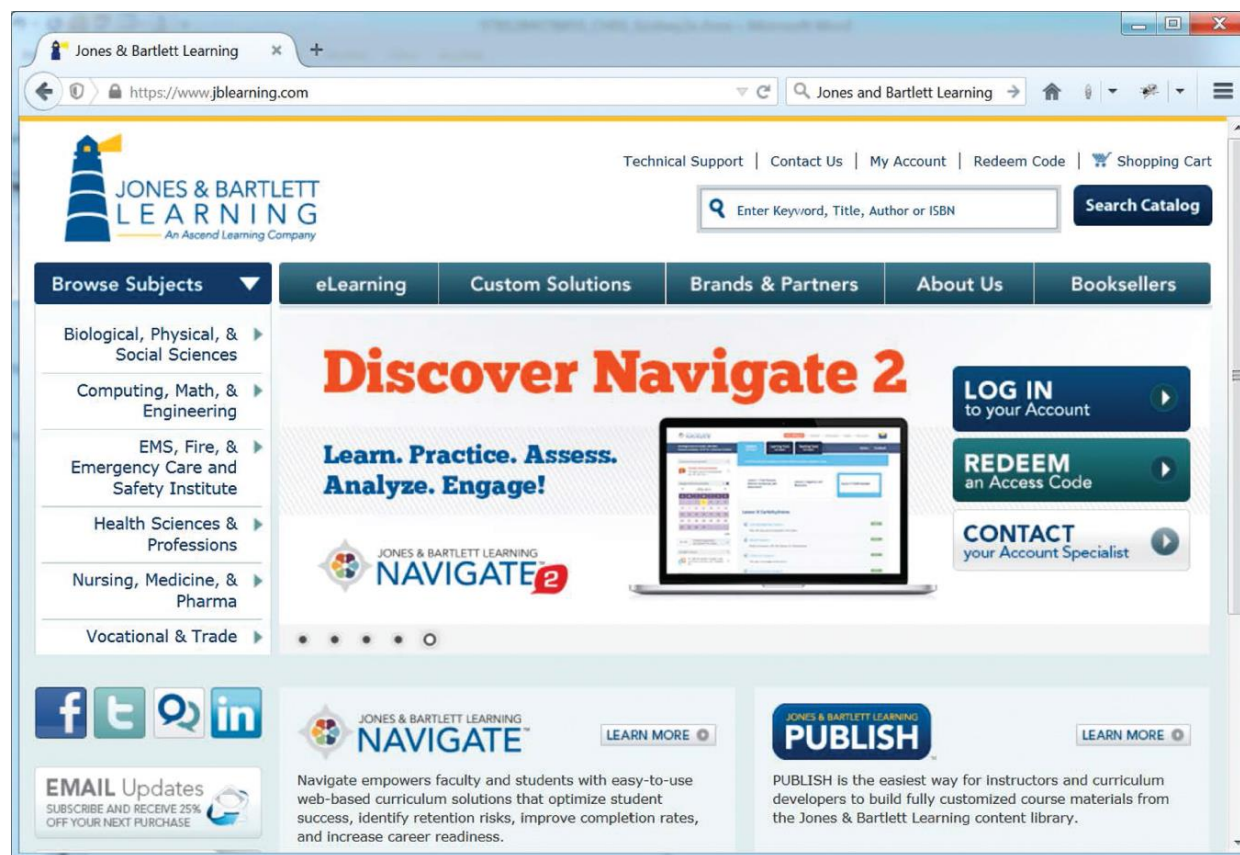 Jones & Bartlett Learning
https://www.jblearning.com
Jones and Bartlett Learning
Technical Support | Contact Us | My Account | Redeem Code | Shopping Cart
JONES & BARTLETT
LEARNING
An Ascend Learning Company
Enter Keyword, Title, Author or ISBN
Search Catalog
Browse Subjects
eLearning
Custom Solutions
Brands & Partners
About Us
Booksellers
Biological, Physical, &
Social Sciences
Computing, Math, &
Engineering
EMS, Fire, &
Emergency Care and
Safety Institute
Health Sciences &
Professions
Nursing, Medicine, &
Pharma
Vocational & Trade
Discover Navigate 2
Learn. Practice. Assess.
Analyze. Engage!
JONES & BARTLETT LEARNING
NAVIGATE 2
LOG IN
to your Account
REDEEM
an Access Code
CONTACT
your Account Specialist
EMAIL Updates
SUBSCRIBE AND RECEIVE 25%
OFF YOUR NEXT PURCHASE
JONES & BARTLETT LEARNING
NAVIGATE™
LEARN MORE
Navigate empowers faculty and students with easy-to-use
web-based curriculum solutions that optimize student
success, identify retention risks, improve completion rates,
and increase career readiness.
JONES & BARTLETT LEARNING
PUBLISH™
LEARN MORE
PUBLISH is the easiest way for instructors and curriculum
developers to build fully customized course materials from
the Jones & Bartlett Learning content library.